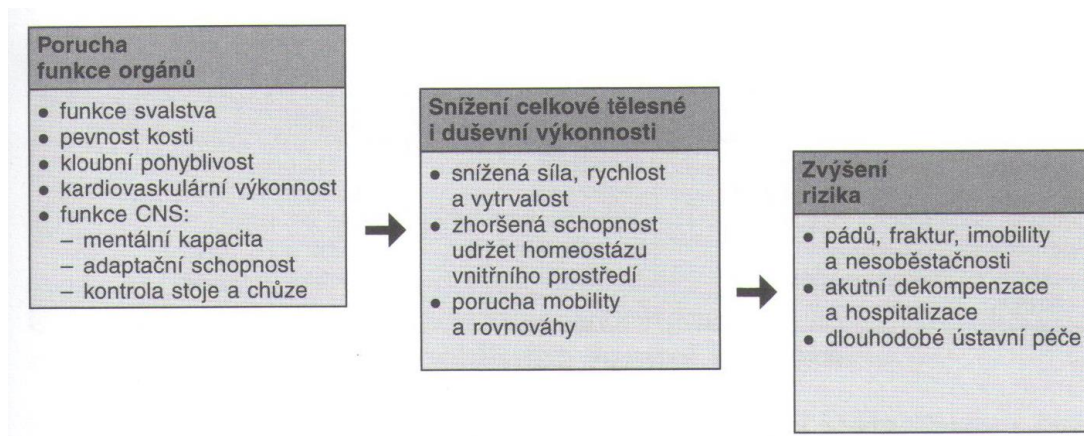 Porucha
funkce orgánů
● funkce svalstva
● pevnost kosti
● kloubní pohyblivost
● kardiovaskulární výkonnost
● funkce CNS:
– mentální kapacita
– adaptační schopnost
– kontrola stoje a chůze
Snížení celkové tělesné
i duševní výkonnosti
● snížená síla, rychlost
a vytrvalost
● zhoršená schopnost
udržet homeostázu
vnitřního prostředí
● porucha mobility
a rovnováhy
Zvýšení
rizika
● pádů, fraktur, imobility
a nesoběstačnosti
● akutní dekompenzace
a hospitalizace
● dlouhodobé ústavní péče